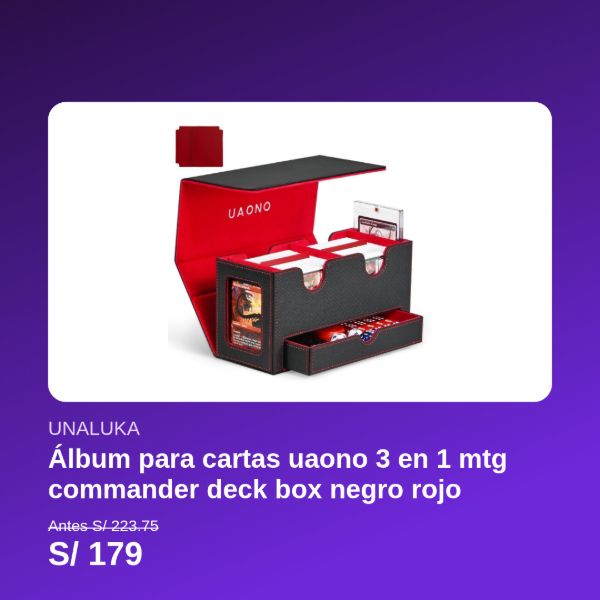 UAONO
UNALUKA
Álbum para cartas uaono 3 en 1 mtg
commander deck box negro rojo
Antes S/ 223.75
S/ 179